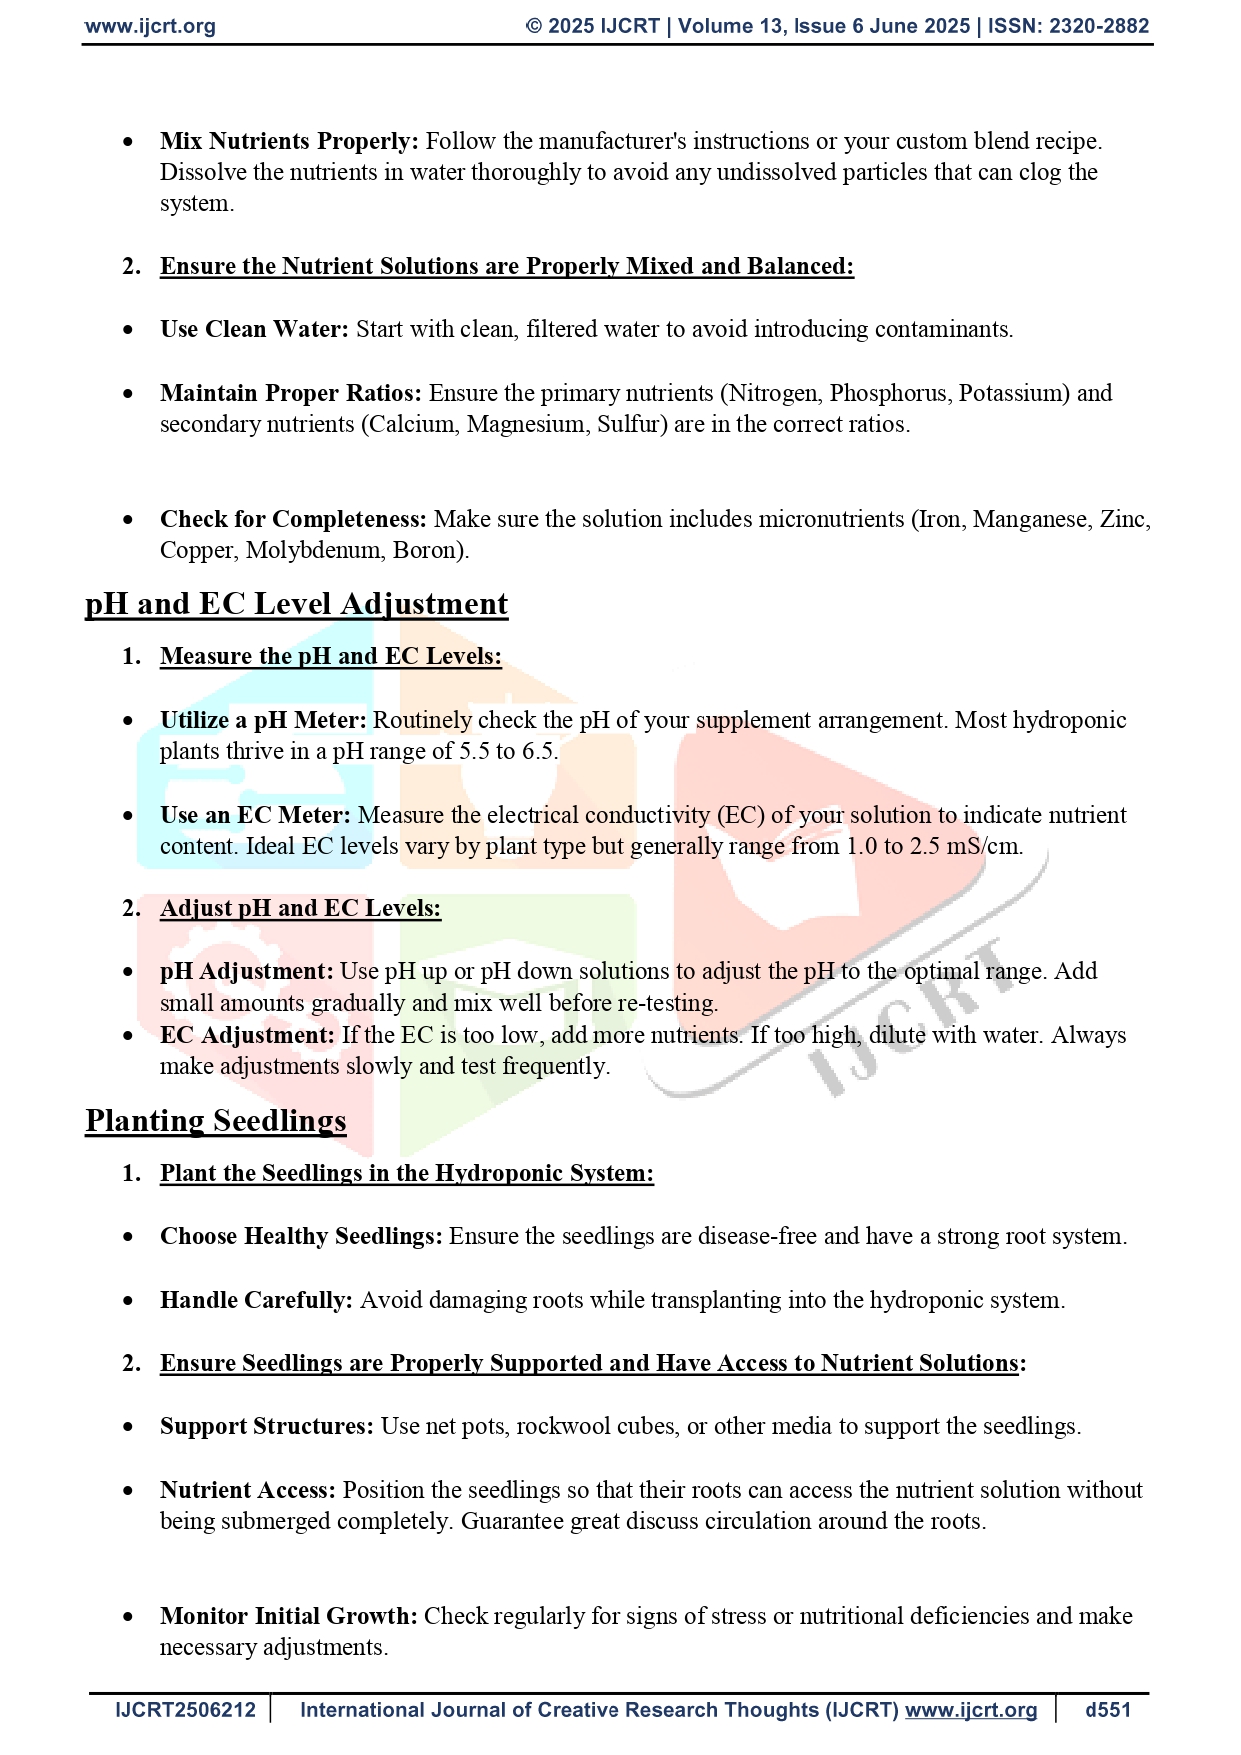 www.ijcrt.org © 2025 IJCRT | Volume 13, Issue 6 June 2025 | ISSN: 2320-2882
• Mix Nutrients Properly: Follow the manufacturer's instructions or your custom blend recipe.
Dissolve the nutrients in water thoroughly to avoid any undissolved particles that can clog the
system.
2. Ensure the Nutrient Solutions are Properly Mixed and Balanced:
• Use Clean Water: Start with clean, filtered water to avoid introducing contaminants.
• Maintain Proper Ratios: Ensure the primary nutrients (Nitrogen, Phosphorus, Potassium) and
secondary nutrients (Calcium, Magnesium, Sulfur) are in the correct ratios.
• Check for Completeness: Make sure the solution includes micronutrients (Iron, Manganese, Zinc,
Copper, Molybdenum, Boron).
pH and EC Level Adjustment
1. Measure the pH and EC Levels:
• Utilize a pH Meter: Routinely check the pH of your supplement arrangement. Most hydroponic
plants thrive in a pH range of 5.5 to 6.5.
• Use an EC Meter: Measure the electrical conductivity (EC) of your solution to indicate nutrient
content. Ideal EC levels vary by plant type but generally range from 1.0 to 2.5 mS/cm.
2. Adjust pH and EC Levels:
• pH Adjustment: Use pH up or pH down solutions to adjust the pH to the optimal range. Add
small amounts gradually and mix well before re-testing.
• EC Adjustment: If the EC is too low, add more nutrients. If too high, dilute with water. Always
make adjustments slowly and test frequently.
IJCRT
Planting Seedlings
1. Plant the Seedlings in the Hydroponic System:
• Choose Healthy Seedlings: Ensure the seedlings are disease-free and have a strong root system.
• Handle Carefully: Avoid damaging roots while transplanting into the hydroponic system.
2. Ensure Seedlings are Properly Supported and Have Access to Nutrient Solutions:
• Support Structures: Use net pots, rockwool cubes, or other media to support the seedlings.
• Nutrient Access: Position the seedlings so that their roots can access the nutrient solution without
being submerged completely. Guarantee great discuss circulation around the roots.
• Monitor Initial Growth: Check regularly for signs of stress or nutritional deficiencies and make
necessary adjustments.
IJCRT2506212 International Journal of Creative Research Thoughts (IJCRT) www.ijcrt.org d551